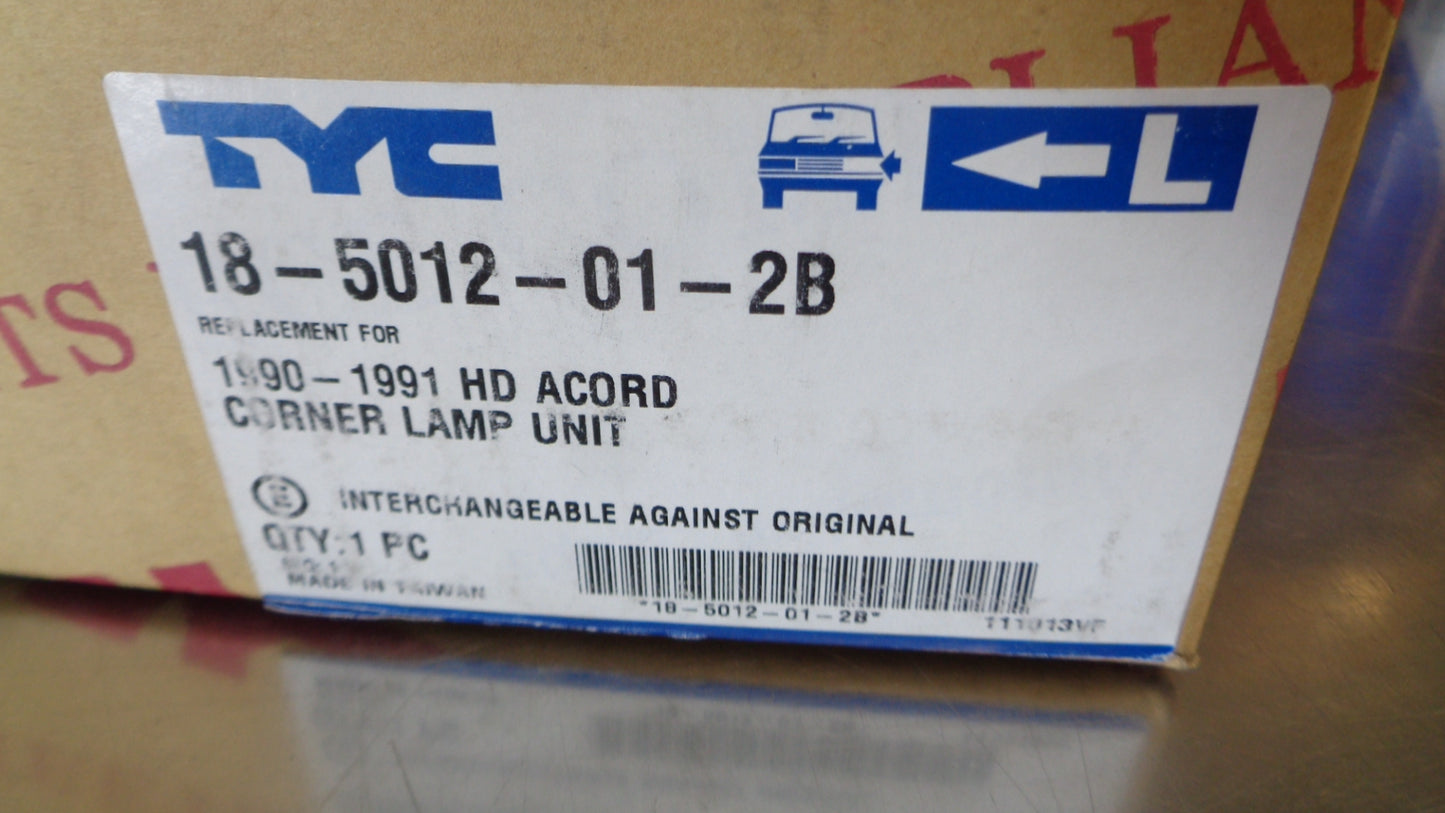 TYC
L
18-5012-01-2B
REPLACEMENT FOR
1990-1991 HD ACORD
CORNER LAMP UNIT
INTERCHANGEABLE AGAINST ORIGINAL
QTY:1 PC
MADE IN TAIWAN
*18-5012-01-2B*